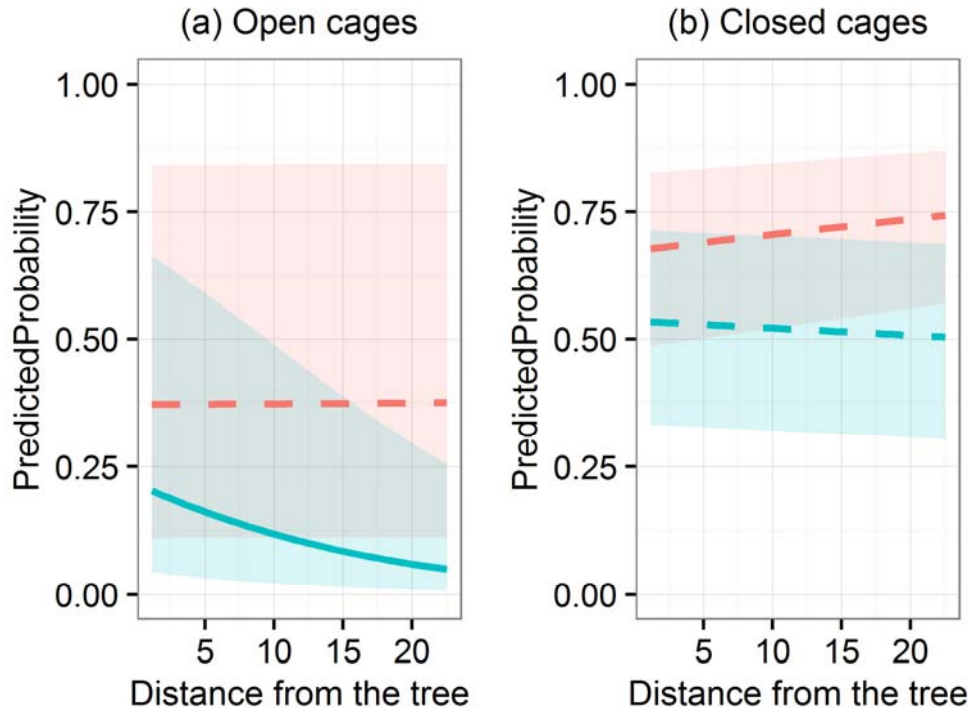 (a) Open cages
PredictedProbability
1.00
0.75
0.50
0.25
0.00
5 10 15 20
Distance from the tree
(b) Closed cages
PredictedProbability
1.00
0.75
0.50
0.25
0.00
5 10 15 20
Distance from the tree